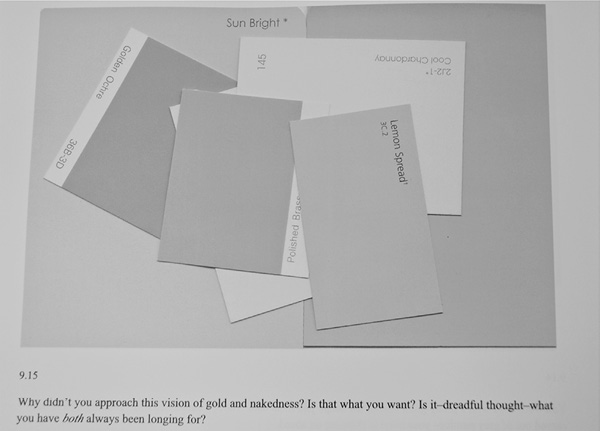 Sun Bright *
Golden Ochre
36B-3D
145
Cool Chardonnay
212-1*
Polished Brass
Lemon Spread'
3C.2
9.15
Why didn't you approach this vision of gold and nakedness? Is that what you want? Is it–dreadful thought–what
you have both always been longing for?